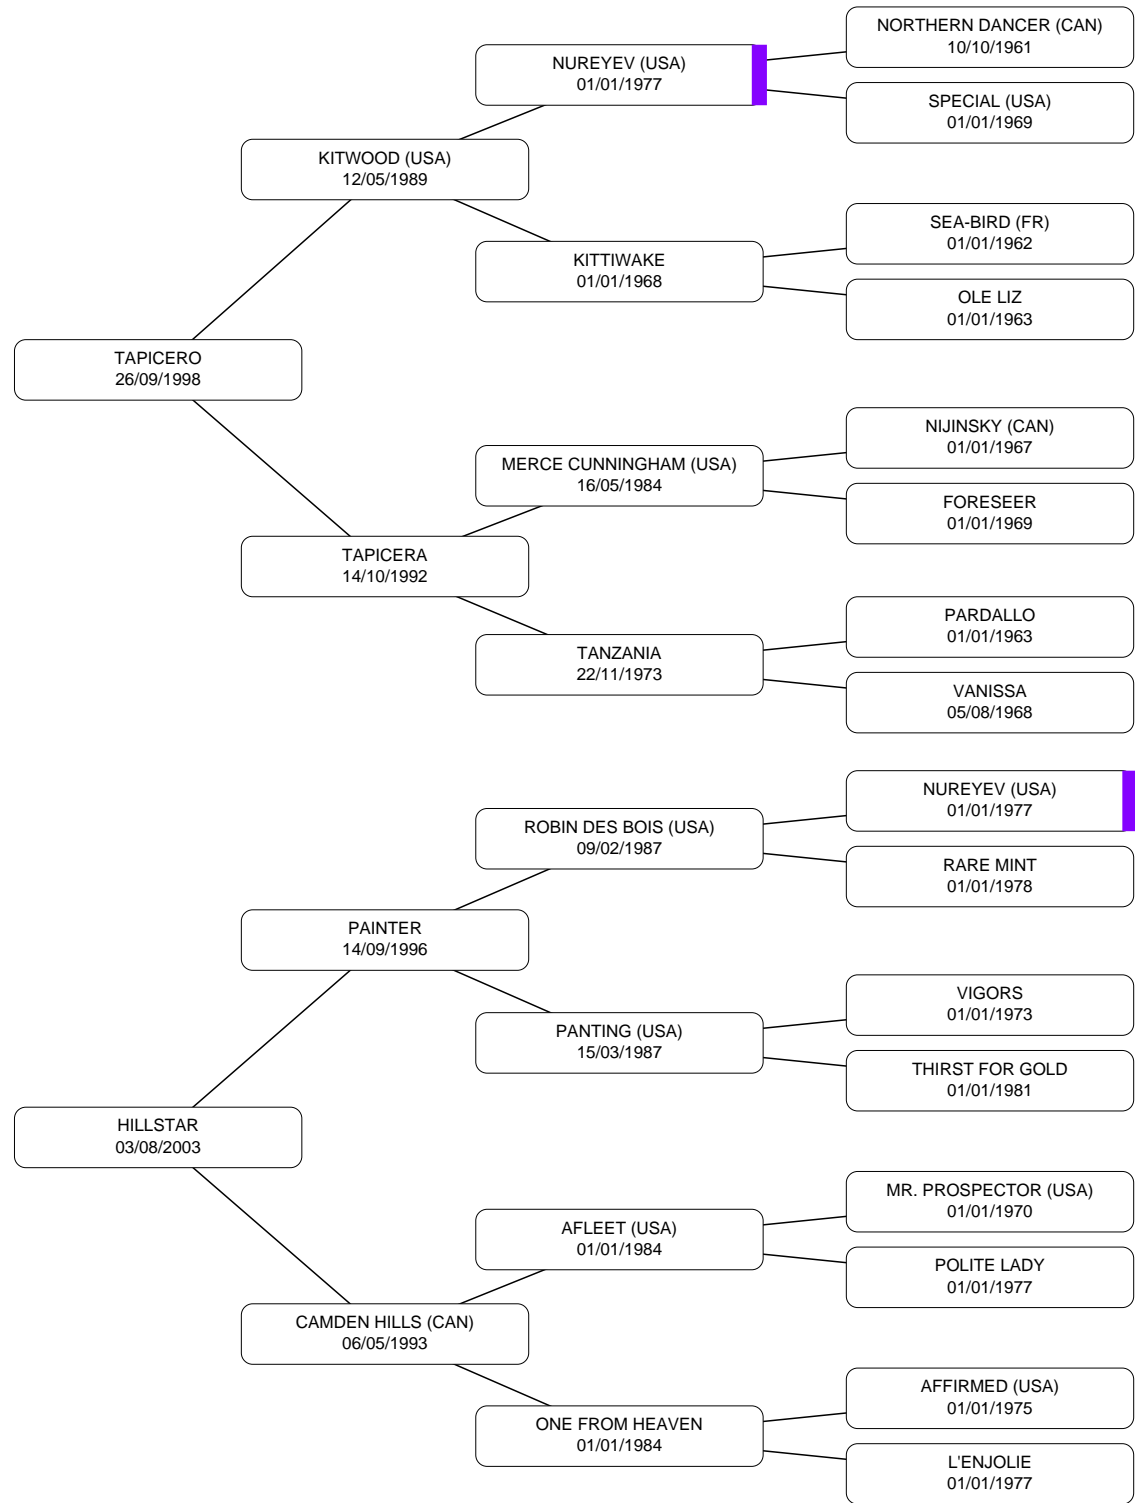 NORTHERN DANCER (CAN)
10/10/1961
NUREYEV (USA)
01/01/1977
SPECIAL (USA)
01/01/1969
KITWOOD (USA)
12/05/1989
SEA-BIRD (FR)
01/01/1962
KITTIWAKE
01/01/1968
OLE LIZ
01/01/1963
TAPICERO
26/09/1998
NIJINSKY (CAN)
01/01/1967
MERCE CUNNINGHAM (USA)
16/05/1984
FORESEER
01/01/1969
TAPICERA
14/10/1992
PARDALLO
01/01/1963
TANZANIA
22/11/1973
VANISSA
05/08/1968
NUREYEV (USA)
01/01/1977
ROBIN DES BOIS (USA)
09/02/1987
RARE MINT
01/01/1978
PAINTER
14/09/1996
VIGORS
01/01/1973
PANTING (USA)
15/03/1987
THIRST FOR GOLD
01/01/1981
HILLSTAR
03/08/2003
MR. PROSPECTOR (USA)
01/01/1970
AFLEET (USA)
01/01/1984
POLITE LADY
01/01/1977
CAMDEN HILLS (CAN)
06/05/1993
AFFIRMED (USA)
01/01/1975
ONE FROM HEAVEN
01/01/1984
L'ENJOLIE
01/01/1977